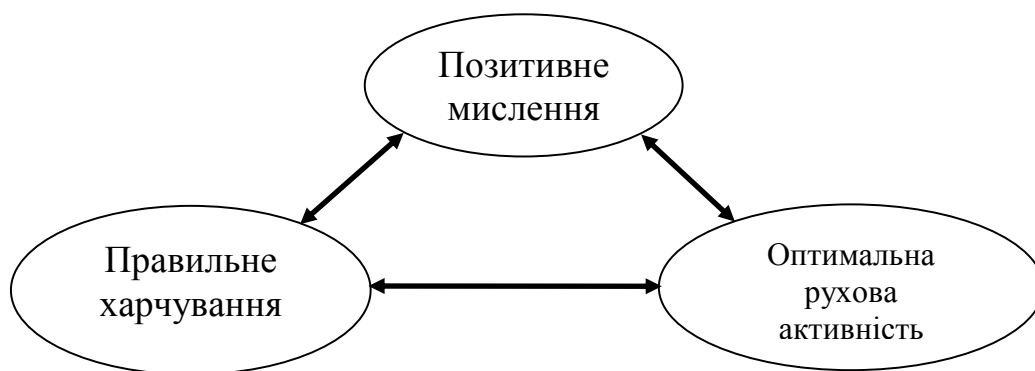 Позитивне
мислення
Правильне
харчування
Оптимальна
рухова
активність